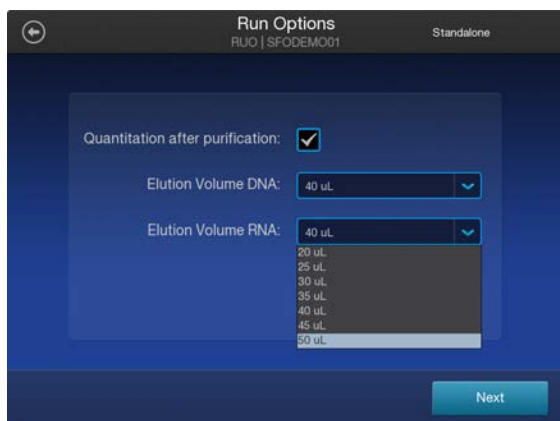 Run Options
RUO | SFODEMO01
Standalone
Quantitation after purification:
Elution Volume DNA: 40 uL
Elution Volume RNA: 40 uL
20 uL
25 uL
30 uL
35 uL
40 uL
45 uL
50 uL
Next